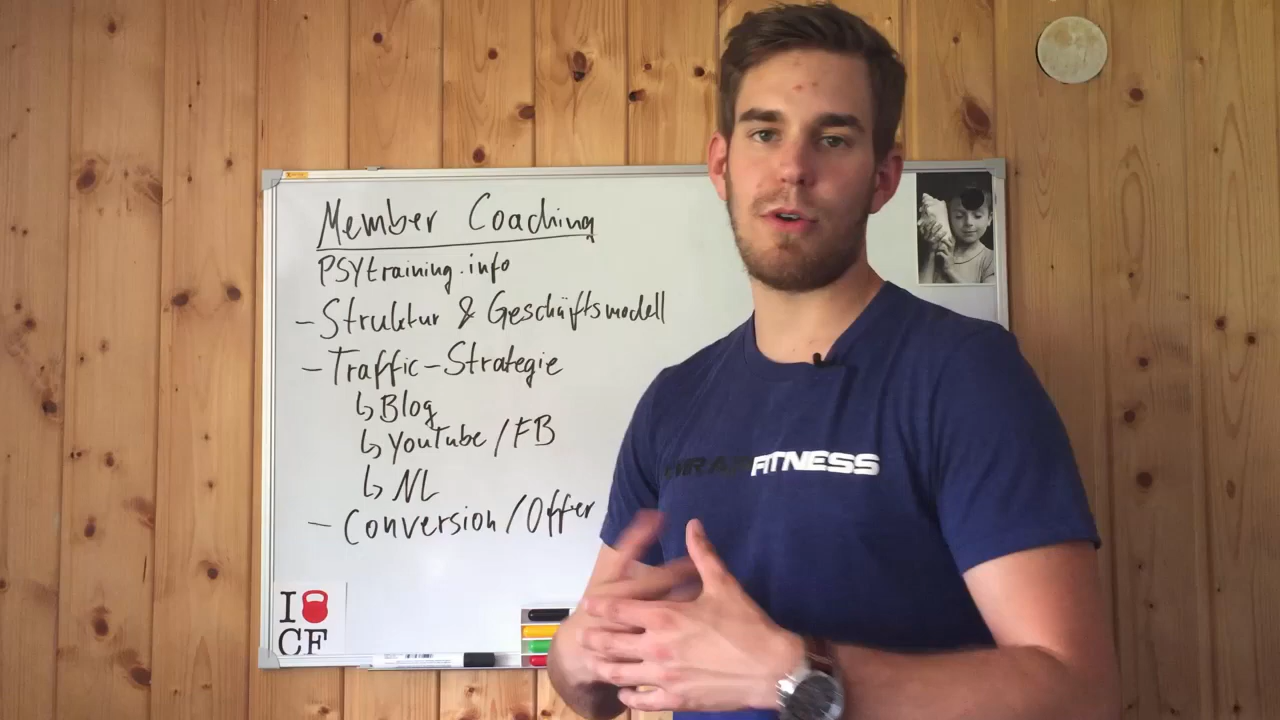 Member Coaching
PSYtraining.info
- Struktur & Geschäftsmodell
- Traffic-Strategie
↳ Blog
↳ YouTube / FB
↳ NL
- Conversion / Offer
I
CF
FITNESS